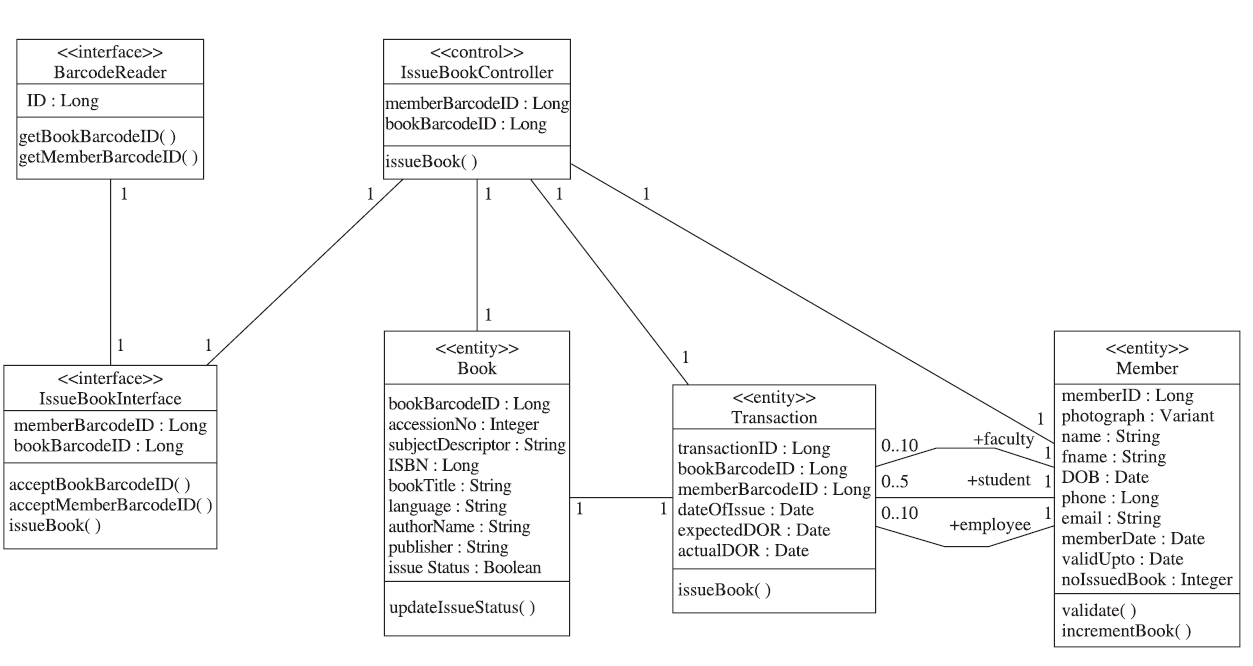 <<interface>>
BarcodeReader
ID : Long
getBookBarcodeID( )
getMemberBarcodeID( )
<<control>>
IssueBookController
memberBarcodeID : Long
bookBarcodeID : Long
issueBook( )
1
1
1
1
1
1
1
1
1
1
<<interface>>
IssueBookInterface
memberBarcodeID : Long
bookBarcodeID : Long
acceptBookBarcodeID( )
acceptMemberBarcodeID( )
issueBook( )
<<entity>>
Book
bookBarcodeID : Long
accessionNo : Integer
subjectDescriptor : String
ISBN : Long
bookTitle : String
language : String
authorName : String
publisher : String
issue Status : Boolean
updateIssueStatus( )
1
1
<<entity>>
Transaction
transactionID : Long
bookBarcodeID : Long
memberBarcodeID : Long
dateOfIssue : Date
expectedDOR : Date
actualDOR : Date
issueBook( )
0..10
+faculty
1
0..5
+student
1
0..10
+employee
1
<<entity>>
Member
memberID : Long
photograph : Variant
name : String
fname : String
DOB : Date
phone : Long
email : String
memberDate : Date
validUpto : Date
noIssuedBook : Integer
validate( )
incrementBook( )